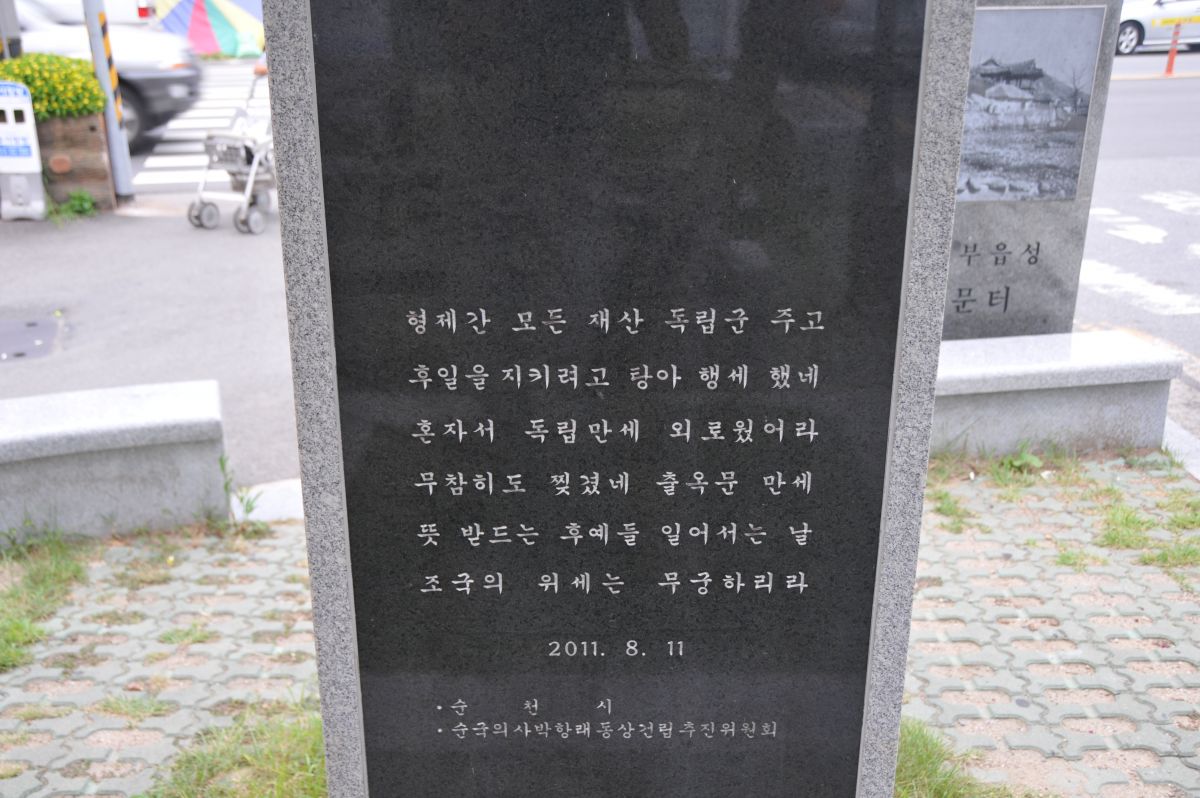 형제간 모든 재산 독립군 주고
후일을 지키려고 탕아 행세 했네
혼자서 독립만세 외로웠어라
무참히도 찢겼네 출옥문 만세
뜻 받드는 후예들 일어서는 날
조국의 위세는 무궁하리라
2011. 8. 11
· 순 천 시
· 순국의사박항래동상건립추진위원회
부읍성
문터